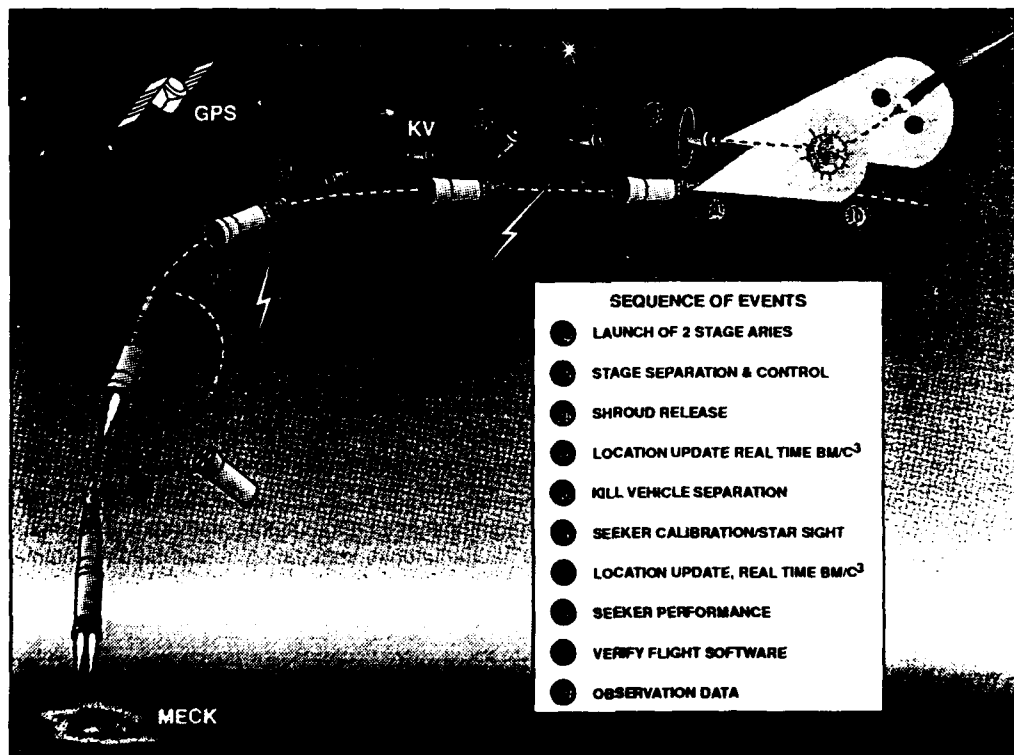 GPS
KV
10
SEQUENCE OF EVENTS
LAUNCH OF 2 STAGE ARIES
STAGE SEPARATION & CONTROL
SHROUD RELEASE
LOCATION UPDATE REAL TIME BM/C³
KILL VEHICLE SEPARATION
SEEKER CALIBRATION/STAR SIGHT
LOCATION UPDATE, REAL TIME BM/C³
SEEKER PERFORMANCE
VERIFY FLIGHT SOFTWARE
OBSERVATION DATA
MECK